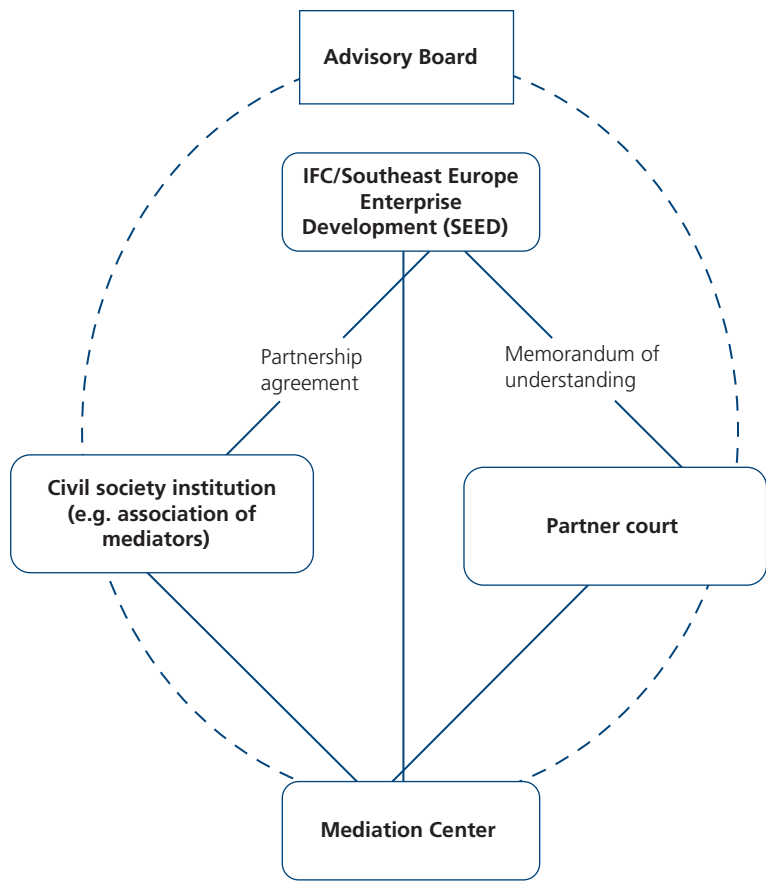 Advisory Board
IFC/Southeast Europe
Enterprise
Development (SEED)
Partnership
agreement
Memorandum of
understanding
Civil society institution
(e.g. association of
mediators)
Partner court
Mediation Center